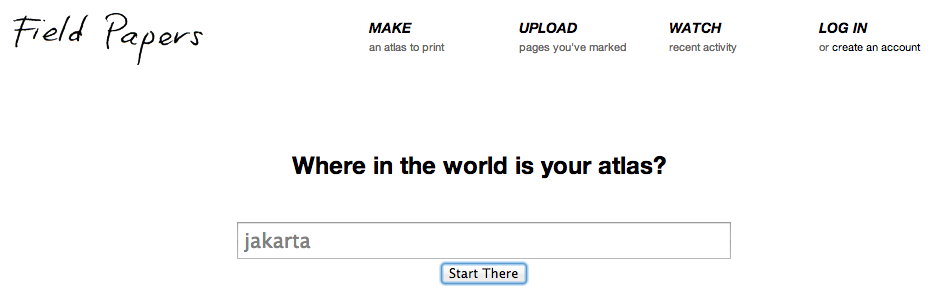 Field Papers
MAKE
an atlas to print
UPLOAD
pages you've marked
WATCH
recent activity
LOG IN
or create an account
Where in the world is your atlas?
jakarta
Start There